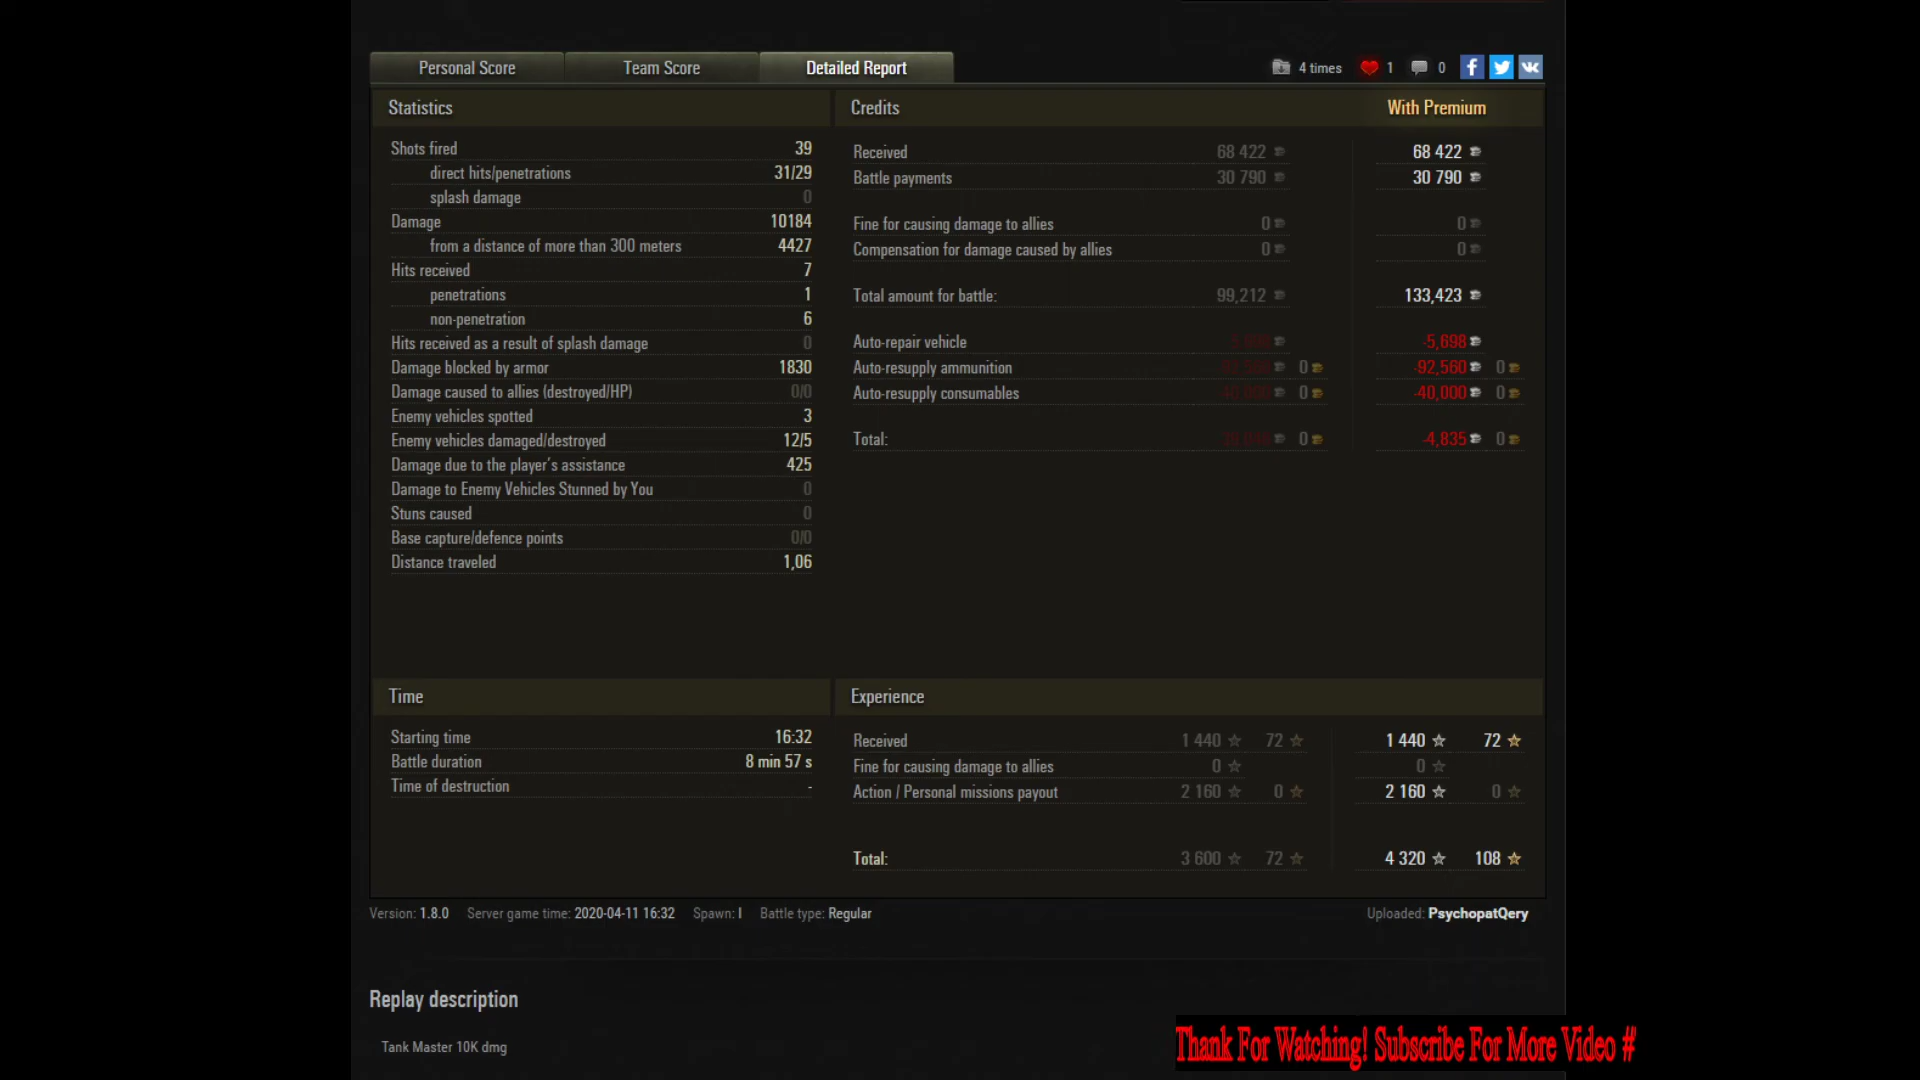 Personal Score Team Score Detailed Report 4 times 1 0
Statistics
Shots fired 39
direct hits/penetrations 31/29
splash damage 0
Damage 10184
from a distance of more than 300 meters 4427
Hits received 7
penetrations 1
non-penetration 6
Hits received as a result of splash damage 0
Damage blocked by armor 1830
Damage caused to allies (destroyed/HP) 0/0
Enemy vehicles spotted 3
Enemy vehicles damaged/destroyed 12/5
Damage due to the player's assistance 425
Damage to Enemy Vehicles Stunned by You 0
Stuns caused 0
Base capture/defence points 0/0
Distance traveled 1,06
Credits With Premium
Received 68 422 68 422
Battle payments 30 790 30 790
Fine for causing damage to allies 0 0
Compensation for damage caused by allies 0 0
Total amount for battle: 99,212 133,423
Auto-repair vehicle -5,698
Auto-resupply ammunition 0 -92,560 0
Auto-resupply consumables 0 -40,000 0
Total: 0 -4,835 0
Time
Starting time 16:32
Battle duration 8 min 57 s
Time of destruction -
Experience
Received 1 440 72 1 440 72
Fine for causing damage to allies 0 0
Action / Personal missions payout 2 160 0 2 160 0
Total: 3 600 72 4 320 108
Version: 1.8.0 Server game time: 2020-04-11 16:32 Spawn: I Battle type: Regular Uploaded: PsychopatQery
Replay description
Tank Master 10K dmg
Thank For Watching! Subscribe For More Video #